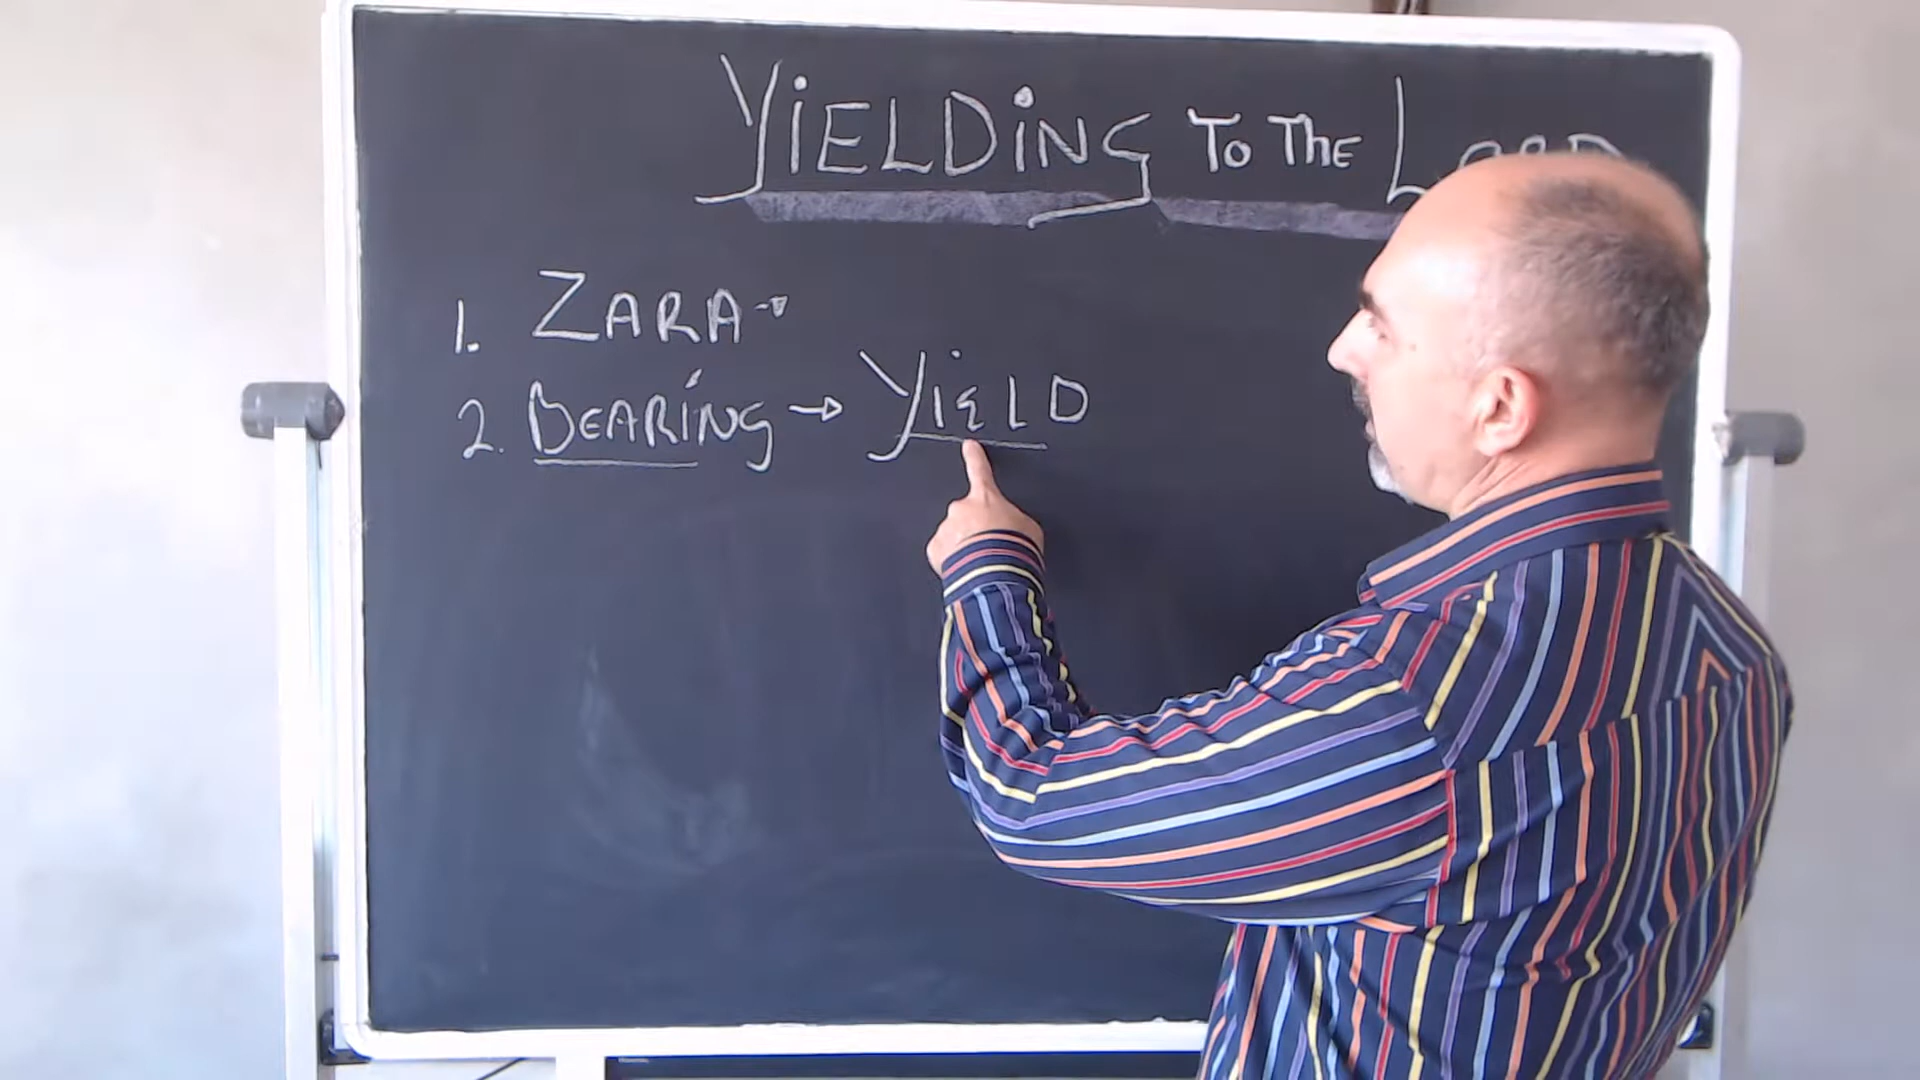 YiELDiNG To THE LORD
1. ZARA→
2. BEARiNG → YiELD